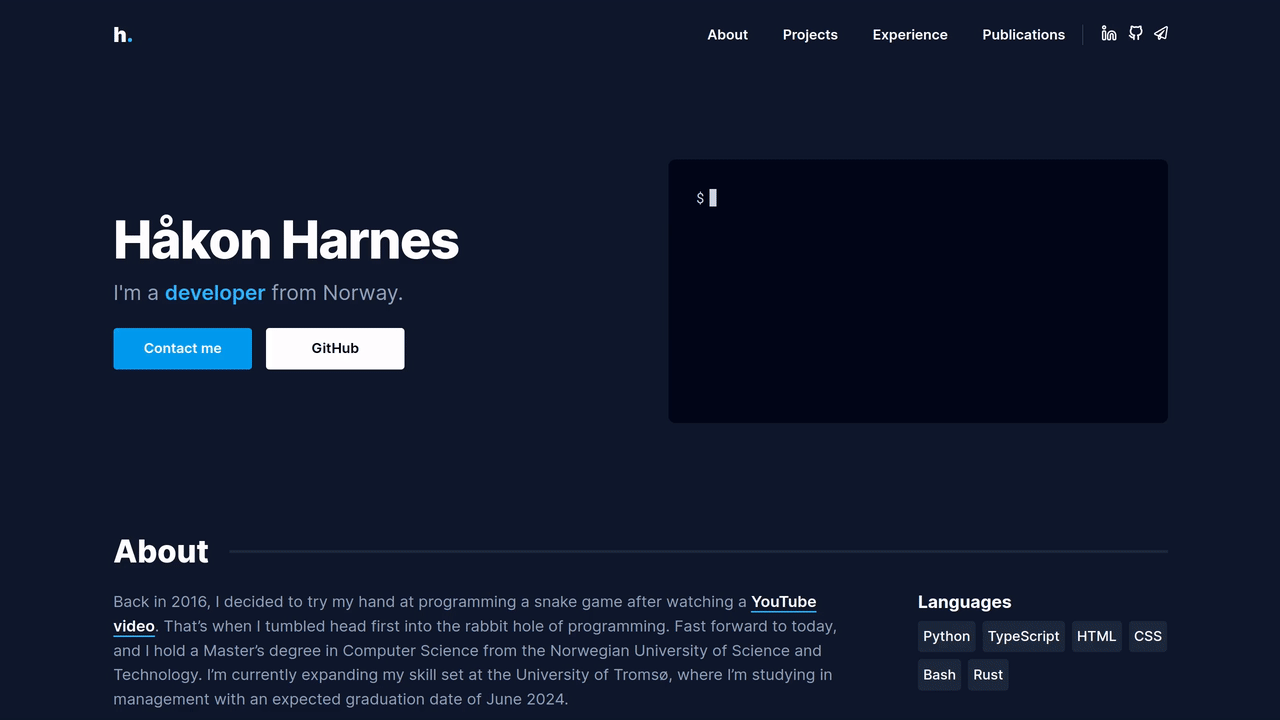 h.
About Projects Experience Publications
$
Håkon Harnes
I'm a developer from Norway.
Contact me GitHub
About
Back in 2016, I decided to try my hand at programming a snake game after watching a YouTube
video. That’s when I tumbled head first into the rabbit hole of programming. Fast forward to today,
and I hold a Master’s degree in Computer Science from the Norwegian University of Science and
Technology. I’m currently expanding my skill set at the University of Tromsø, where I’m studying in
management with an expected graduation date of June 2024.
Languages
Python TypeScript HTML CSS
Bash Rust